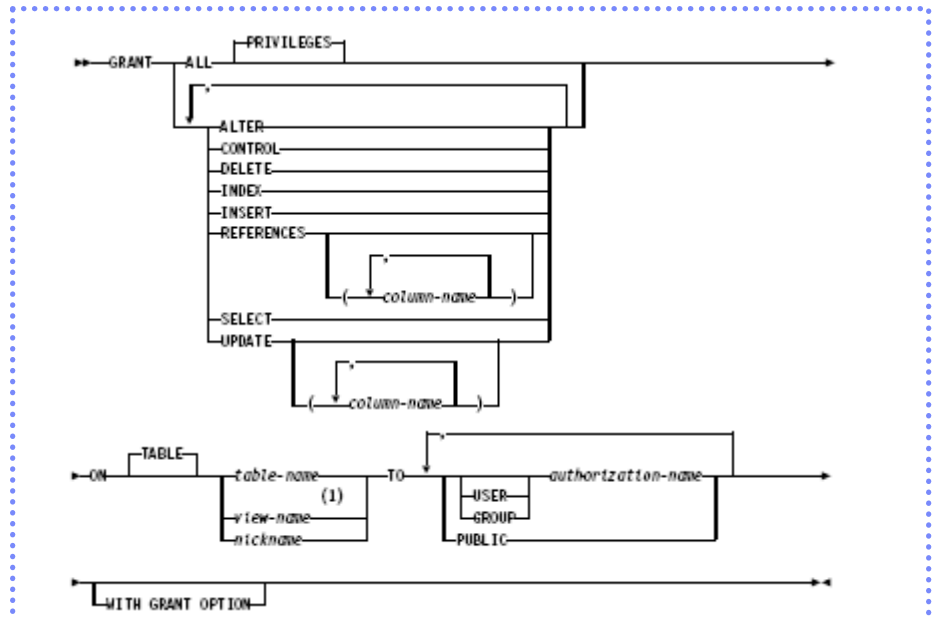 PRIVILEGES
GRANT ALL
,
ALTER
CONTROL
DELETE
INDEX
INSERT
REFERENCES
,
( column-name )
SELECT
UPDATE
,
( column-name )
,
TABLE
ON table-name TO authorization-name
(1)
USER
view-name GROUP
nickname PUBLIC
WITH GRANT OPTION